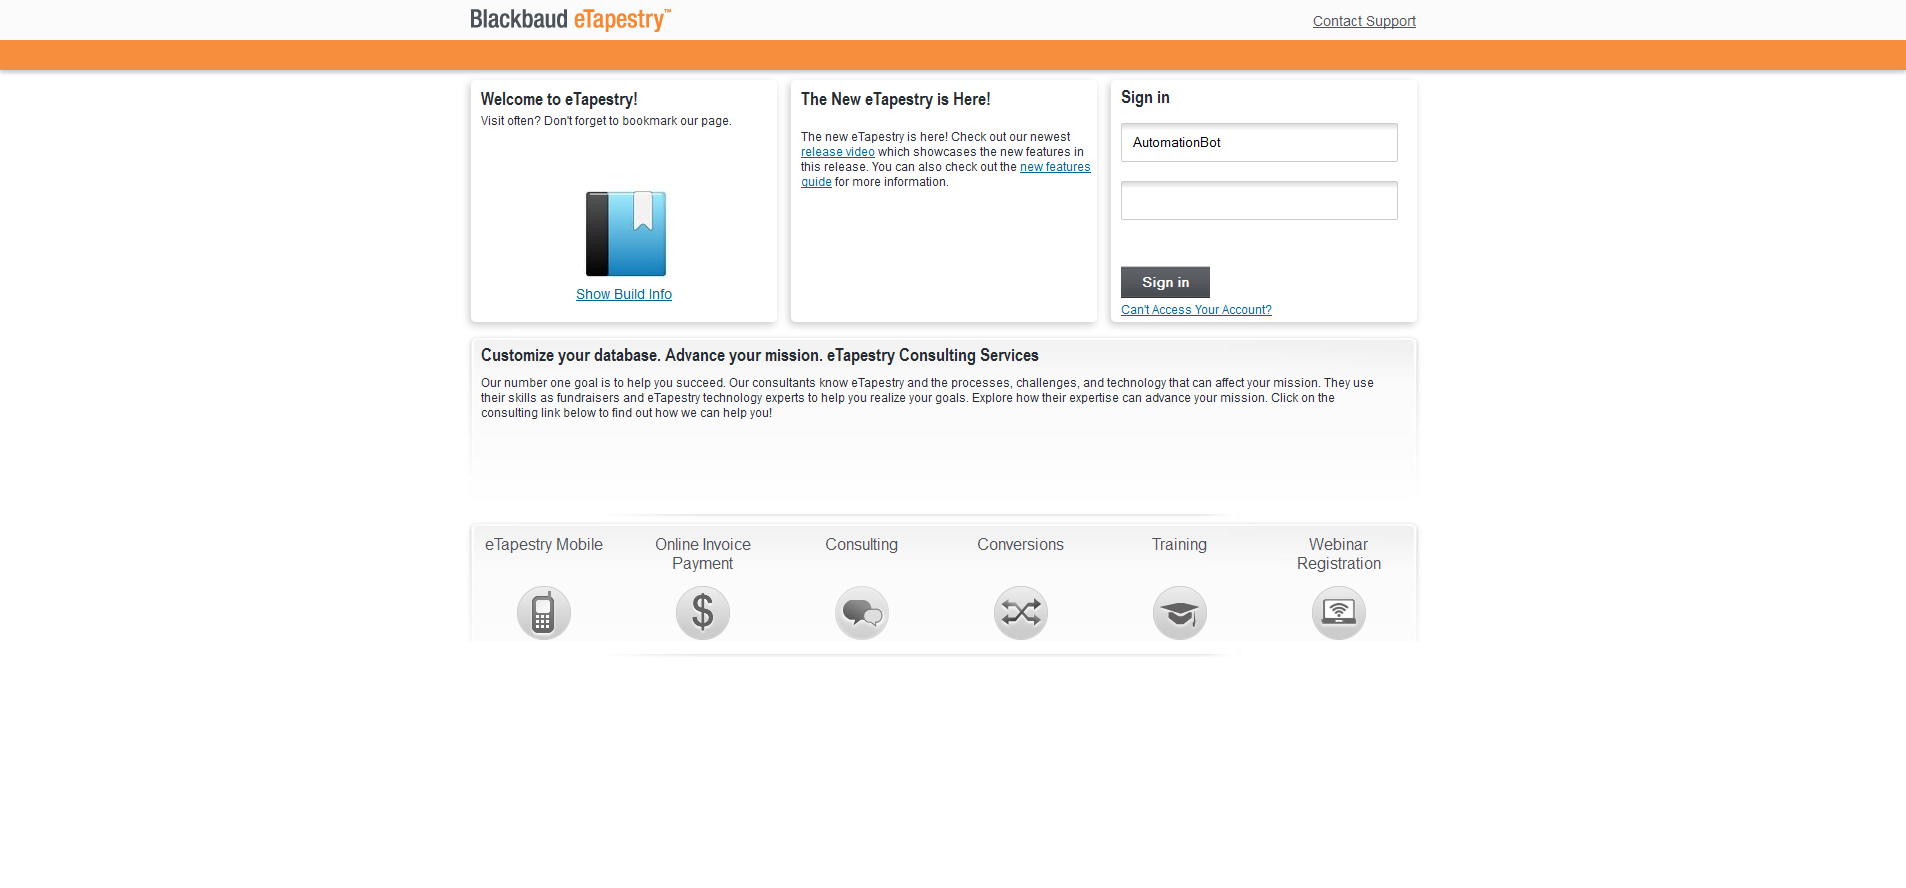 Blackbaud eTapestry™
Contact Support
Welcome to eTapestry!
Visit often? Don't forget to bookmark our page.
Show Build Info
The New eTapestry is Here!
The new eTapestry is here! Check out our newest
release video which showcases the new features in
this release. You can also check out the new features
guide for more information.
Sign in
AutomationBot
Sign in
Can't Access Your Account?
Customize your database. Advance your mission. eTapestry Consulting Services
Our number one goal is to help you succeed. Our consultants know eTapestry and the processes, challenges, and technology that can affect your mission. They use
their skills as fundraisers and eTapestry technology experts to help you realize your goals. Explore how their expertise can advance your mission. Click on the
consulting link below to find out how we can help you!
eTapestry Mobile
Online Invoice
Payment
Consulting
Conversions
Training
Webinar
Registration
$